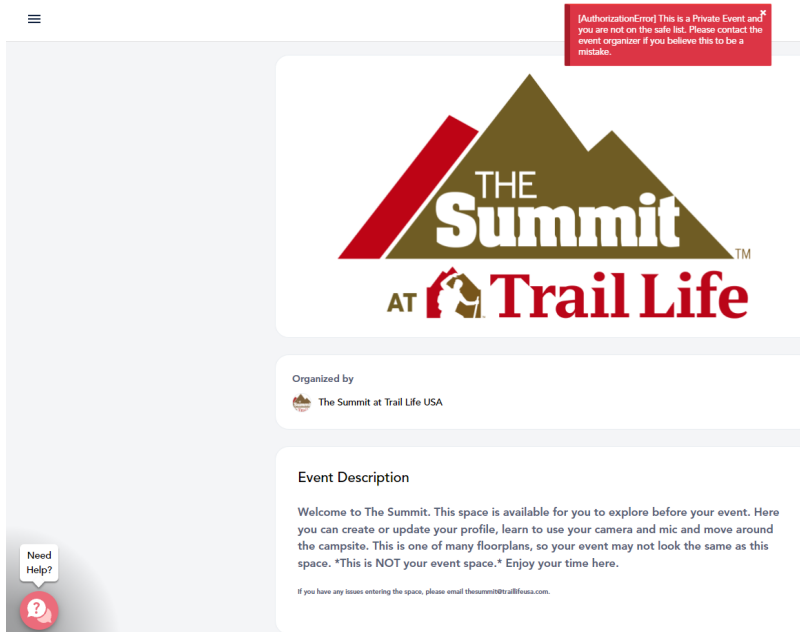 [AuthorizationError] This is a Private Event and
you are not on the safe list. Please contact the
event organizer if you believe this to be a
mistake.
THE
Summit
TM
AT Trail Life
Organized by
The Summit at Trail Life USA
Event Description
Welcome to The Summit. This space is available for you to explore before your event. Here
you can create or update your profile, learn to use your camera and mic and move around
the campsite. This is one of many floorplans, so your event may not look the same as this
space. *This is NOT your event space.* Enjoy your time here.
If you have any issues entering the space, please email thesummit@traillifeusa.com.
Need
Help?